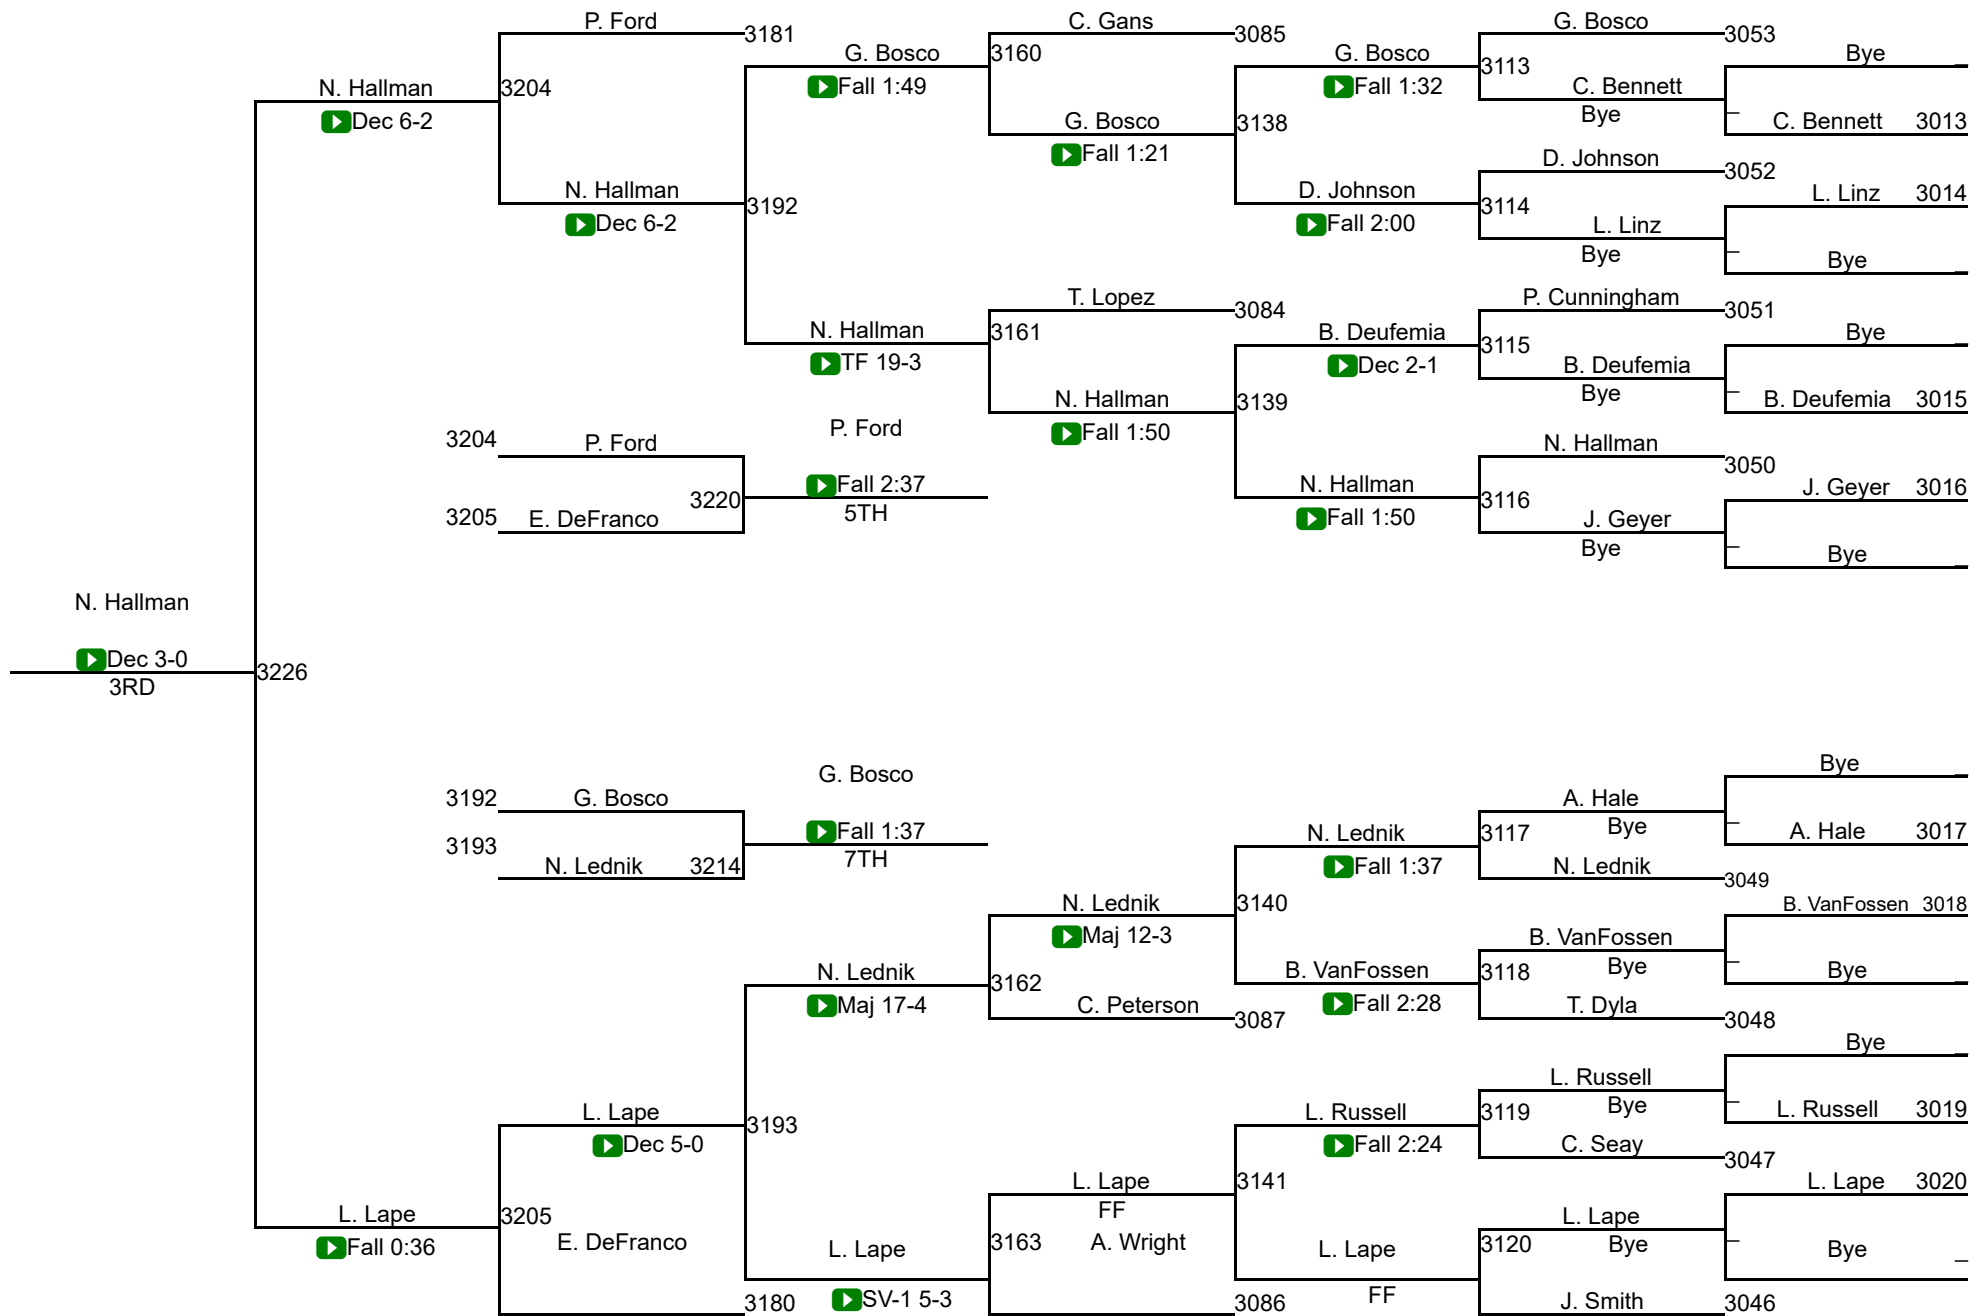 P. Ford
3181
C. Gans
3085
G. Bosco
3053
G. Bosco
3160
G. Bosco
3113
Bye
N. Hallman
3204
Fall 1:49
Fall 1:32
C. Bennett
Dec 6-2
G. Bosco
3138
Bye
C. Bennett 3013
Fall 1:21
D. Johnson
3052
N. Hallman
3192
D. Johnson
3114
L. Linz 3014
Dec 6-2
Fall 2:00
L. Linz
Bye
Bye
T. Lopez
3084
P. Cunningham
3051
N. Hallman
3161
B. Deufemia
3115
Bye
TF 19-3
Dec 2-1
B. Deufemia
Bye
N. Hallman
3139
B. Deufemia 3015
3204
P. Ford
P. Ford
Fall 1:50
N. Hallman
3050
3220
Fall 2:37
5TH
N. Hallman
3116
J. Geyer 3016
3205
E. DeFranco
Fall 1:50
J. Geyer
Bye
Bye
N. Hallman
Dec 3-0
3RD
3226
3192
G. Bosco
G. Bosco
A. Hale
Bye
Bye
3193
Fall 1:37
7TH
N. Lednik
3117
A. Hale 3017
N. Lednik 3214
Fall 1:37
N. Lednik
3049
N. Lednik
3140
B. VanFossen 3018
Maj 12-3
B. VanFossen
Bye
N. Lednik
3162
B. VanFossen
3118
Bye
Maj 17-4
C. Peterson
3087
Fall 2:28
T. Dyla
3048
Bye
L. Russell
Bye
L. Lape
3193
L. Russell
3119
L. Russell 3019
Dec 5-0
Fall 2:24
C. Seay
3047
L. Lape
FF
3141
L. Lape 3020
L. Lape
3205
L. Lape
Bye
Fall 0:36
E. DeFranco
L. Lape
3163
A. Wright
L. Lape
3120
Bye
3180
SV-1 5-3
3086
FF
J. Smith
3046